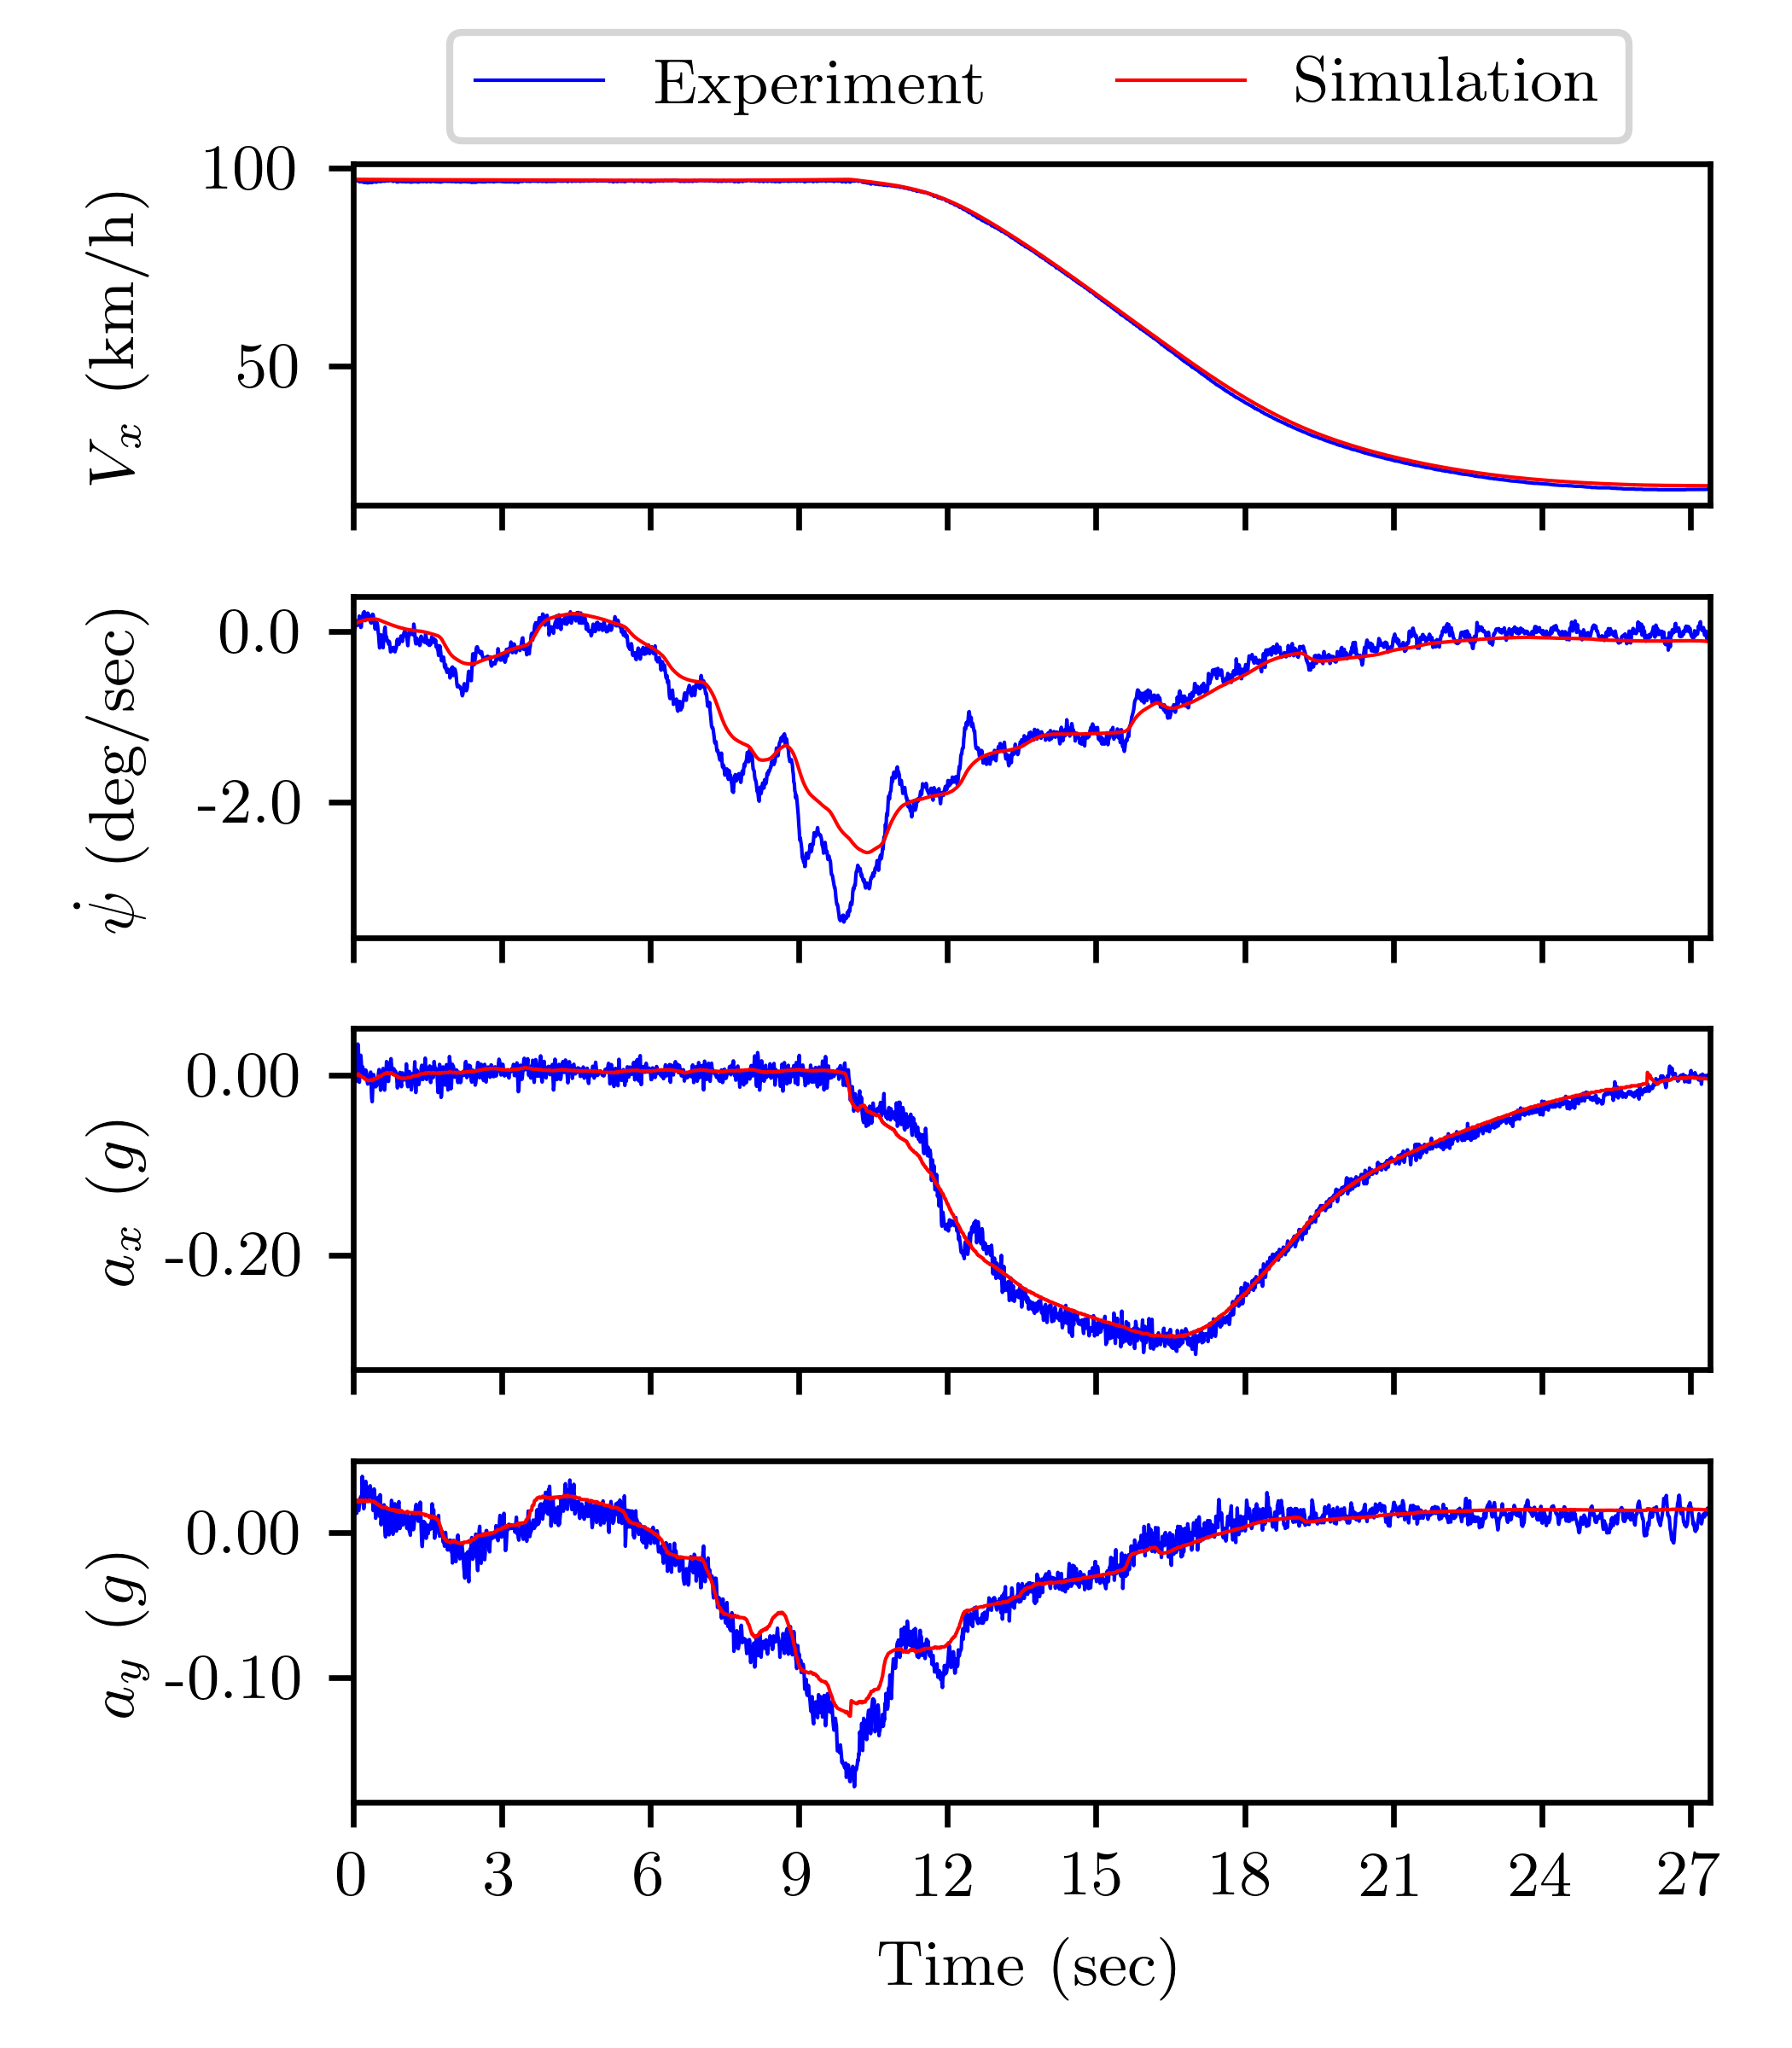 Experiment Simulation
100
50
V_x (km/h)
0.0
-2.0
ψ̇ (deg/sec)
0.00
-0.20
a_x (g)
0.00
-0.10
a_y (g)
0 3 6 9 12 15 18 21 24 27
Time (sec)